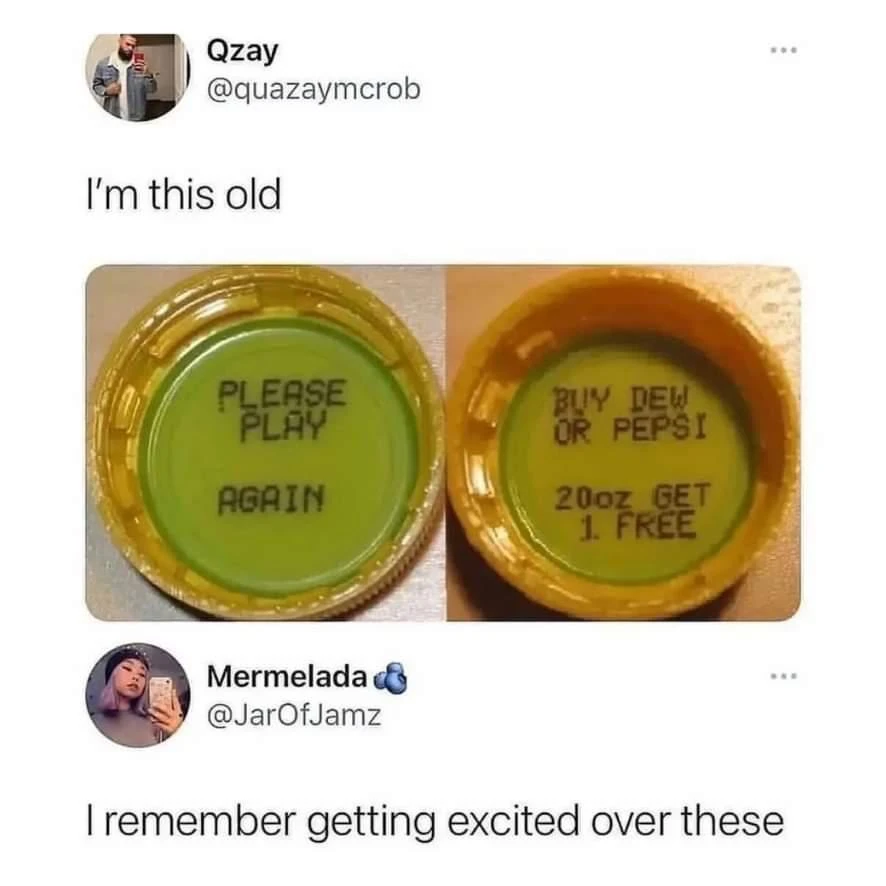 Qzay
@quazaymcrob
I'm this old
PLEASE
PLAY
AGAIN
BUY DEW
OR PEPSI
20oz GET
1 FREE
Mermelada🫐
@JarOfJamz
I remember getting excited over these